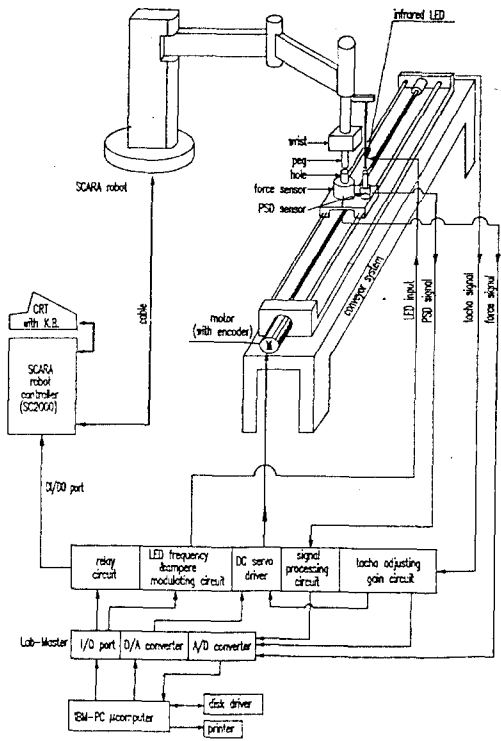 infrared LED
wrist
peg
hole
force sensor
PSD sensor
SCARA robot
conveyor system
LED input
PSD signal
tacho signal
force signal
cable
motor
(with encoder)
M
CRT
with K.B.
SCARA
robot
controller
(SC2000)
DI/DO port
relay
circuit
LED frequency
&ampere
modulating circuit
DC servo
driver
signal
processing
circuit
tacho adjusting
gain circuit
Lab-Master
I/O port
D/A converter
A/D converter
IBM-PC μcomputer
disk driver
printer